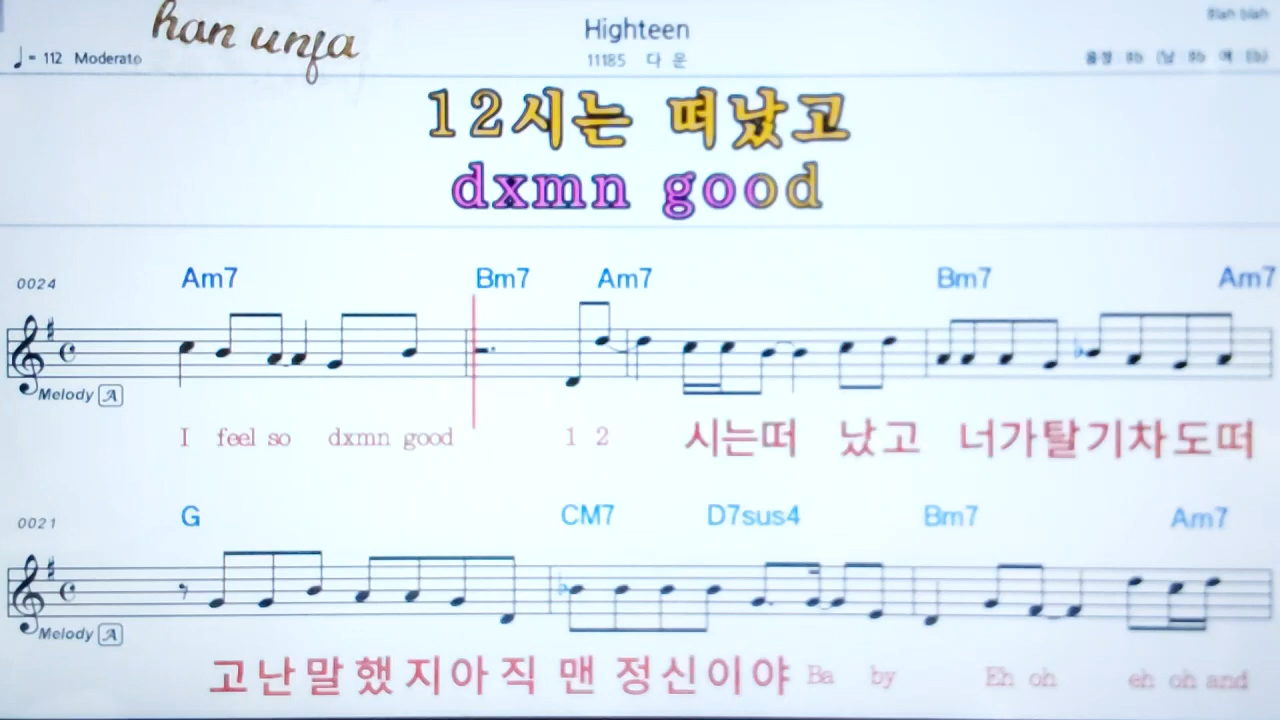 han unfa
Highteen
Blah blah
♩= 112 Moderato
11185 다 운
12시는 떠났고
dxmn good
0024 Am7 Bm7 Am7 Bm7 Am7
Melody A
I feel so dxmn good 1 2 시는떠 났고 너가탈기차도떠
0021 G CM7 D7sus4 Bm7 Am7
Melody A
고난말했지아직 맨 정신이야 Ba by Eh oh eh oh and